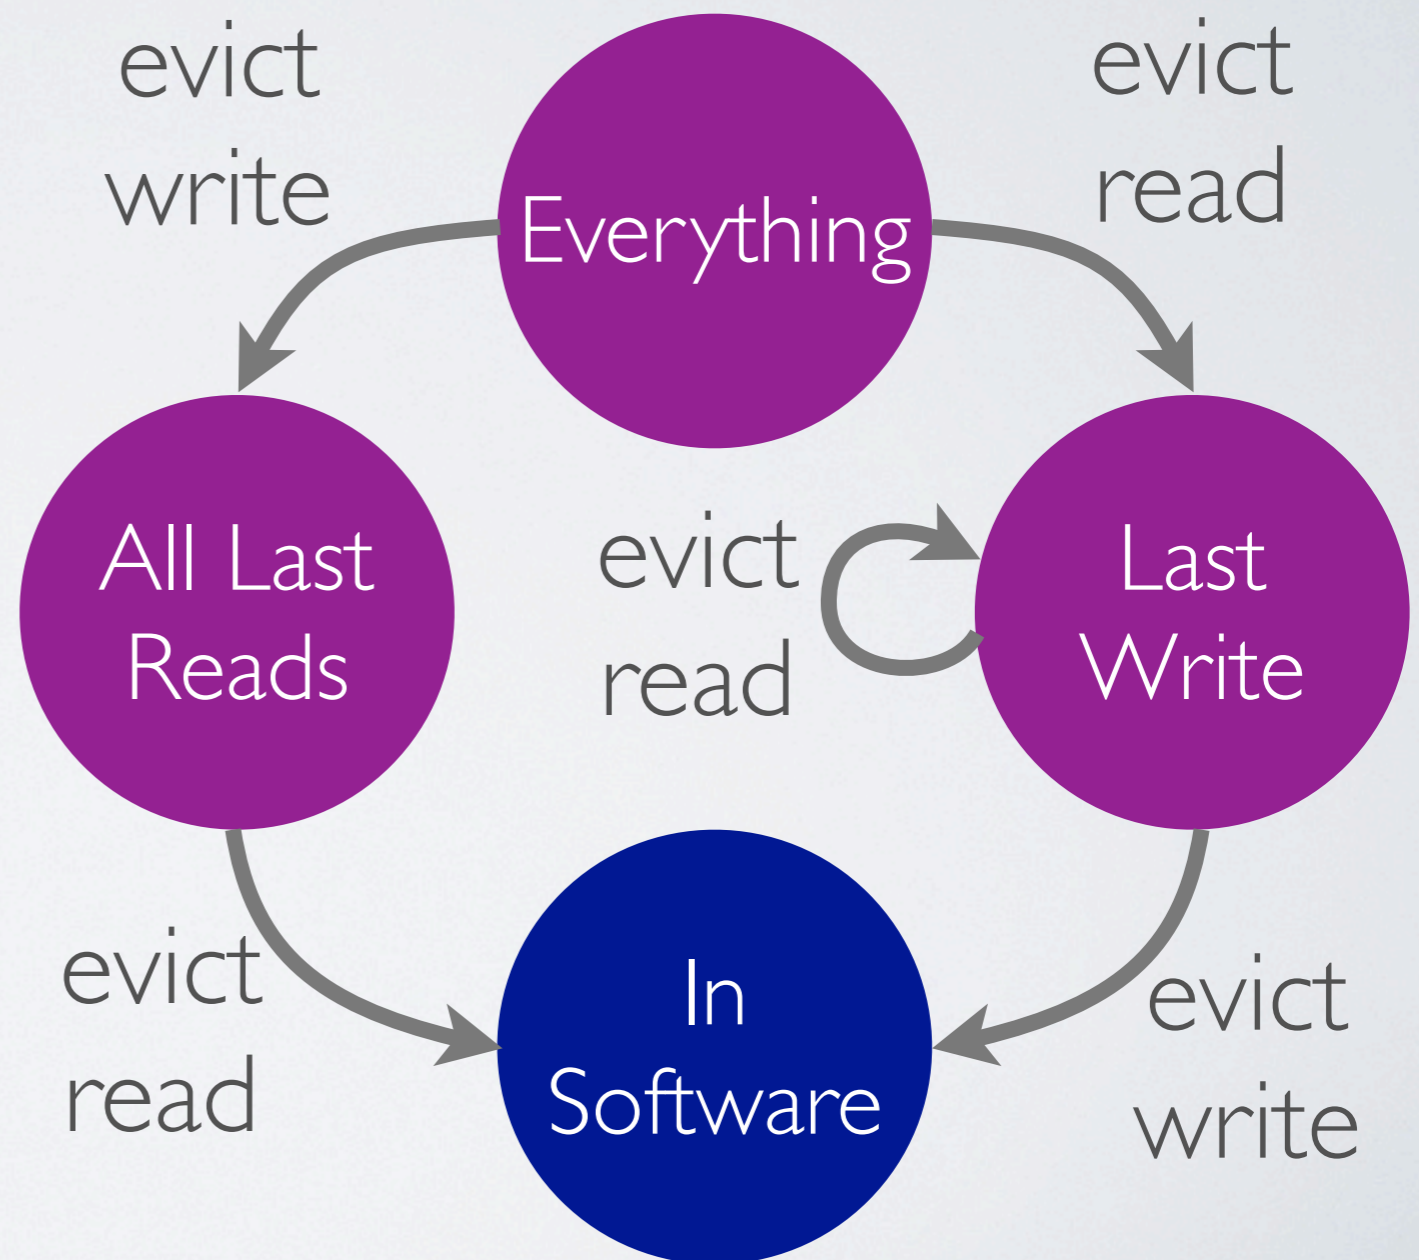 evict
write
Everything
evict
read
All Last
Reads
evict
read
Last
Write
evict
read
In
Software
evict
write